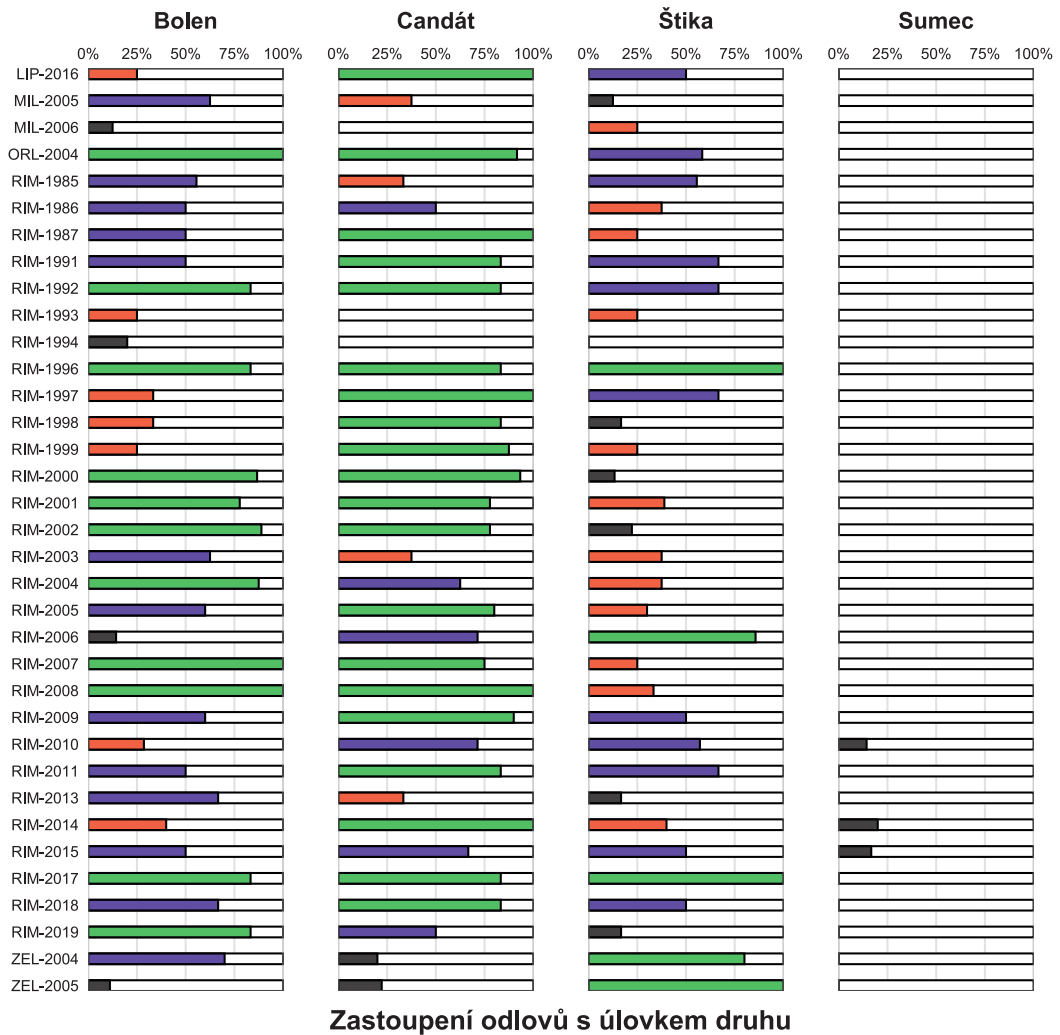 Bolen Candát Štika Sumec
0% 25% 50% 75% 100% 0% 25% 50% 75% 100% 0% 25% 50% 75% 100% 0% 25% 50% 75% 100%
LIP-2016
MIL-2005
MIL-2006
ORL-2004
RIM-1985
RIM-1986
RIM-1987
RIM-1991
RIM-1992
RIM-1993
RIM-1994
RIM-1996
RIM-1997
RIM-1998
RIM-1999
RIM-2000
RIM-2001
RIM-2002
RIM-2003
RIM-2004
RIM-2005
RIM-2006
RIM-2007
RIM-2008
RIM-2009
RIM-2010
RIM-2011
RIM-2013
RIM-2014
RIM-2015
RIM-2017
RIM-2018
RIM-2019
ZEL-2004
ZEL-2005
Zastoupení odlovů s úlovkem druhu